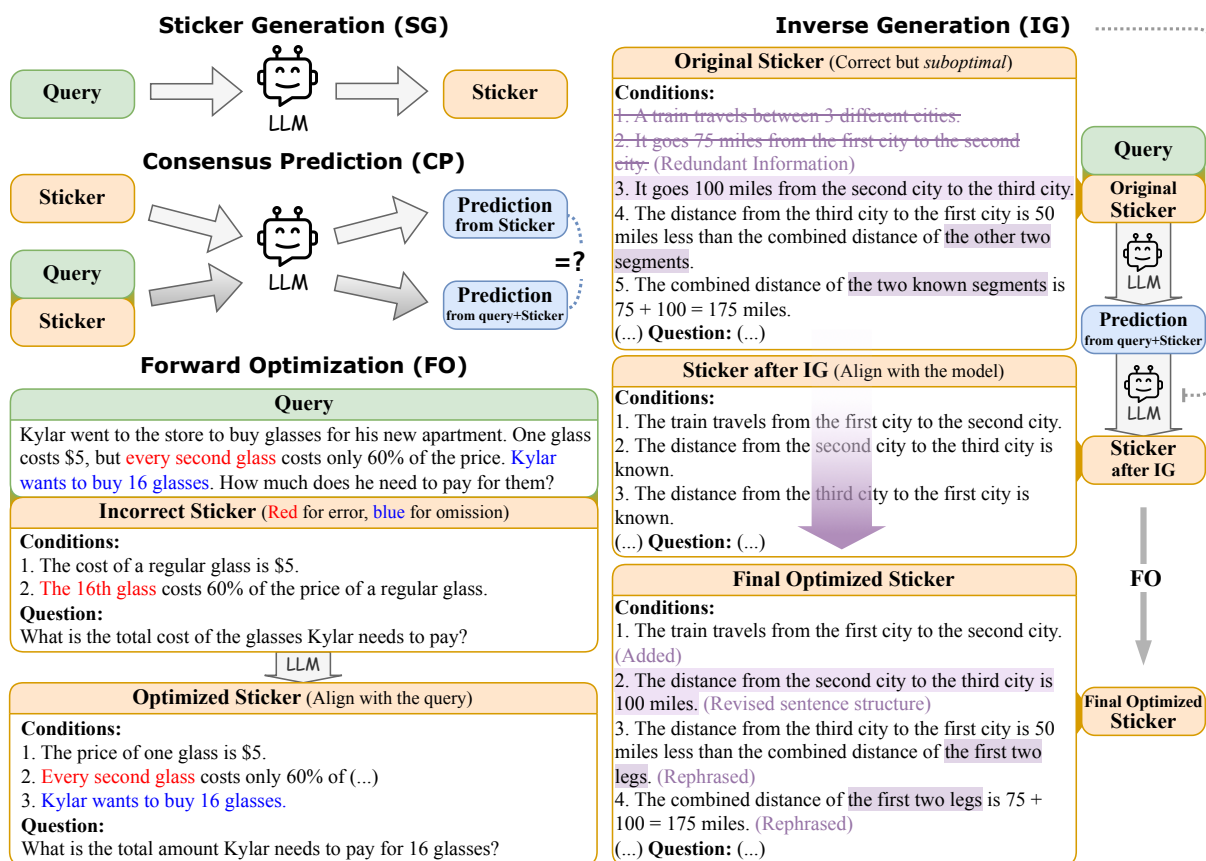 Sticker Generation (SG)
Query
LLM
Sticker
Consensus Prediction (CP)
Sticker
Query
Sticker
LLM
Prediction
from Sticker
=?
Prediction
from query+Sticker
Forward Optimization (FO)
Query
Kylar went to the store to buy glasses for his new apartment. One glass
costs $5, but every second glass costs only 60% of the price. Kylar
wants to buy 16 glasses. How much does he need to pay for them?
Incorrect Sticker (Red for error, blue for omission)
Conditions:
1. The cost of a regular glass is $5.
2. The 16th glass costs 60% of the price of a regular glass.
Question:
What is the total cost of the glasses Kylar needs to pay?
LLM
Optimized Sticker (Align with the query)
Conditions:
1. The price of one glass is $5.
2. Every second glass costs only 60% of (...)
3. Kylar wants to buy 16 glasses.
Question:
What is the total amount Kylar needs to pay for 16 glasses?
Inverse Generation (IG)
Original Sticker (Correct but suboptimal)
Conditions:
1. A train travels between 3 different cities.
2. It goes 75 miles from the first city to the second
city. (Redundant Information)
3. It goes 100 miles from the second city to the third city.
4. The distance from the third city to the first city is 50
miles less than the combined distance of the other two
segments.
5. The combined distance of the two known segments is
75 + 100 = 175 miles.
(...) Question: (...)
Sticker after IG (Align with the model)
Conditions:
1. The train travels from the first city to the second city.
2. The distance from the second city to the third city is
known.
3. The distance from the third city to the first city is
known.
(...) Question: (...)
Final Optimized Sticker
Conditions:
1. The train travels from the first city to the second city.
(Added)
2. The distance from the second city to the third city is
100 miles. (Revised sentence structure)
3. The distance from the third city to the first city is 50
miles less than the combined distance of the first two
legs. (Rephrased)
4. The combined distance of the first two legs is 75 +
100 = 175 miles. (Rephrased)
(...) Question: (...)
Query
Original
Sticker
LLM
Prediction
from query+Sticker
LLM
Sticker
after IG
FO
Final Optimized
Sticker